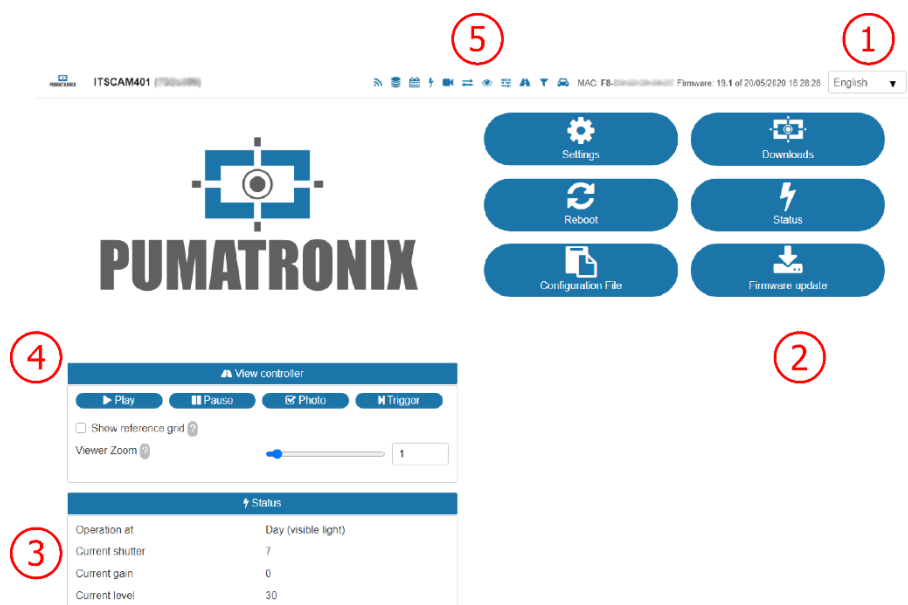 5
1
PUMATRONIX
ITSCAM401
MAC: F8-
Firmware: 19.1 of 20/05/2020 18:28:28
English
PUMATRONIX
Settings
Downloads
Reboot
Status
Configuration File
Firmware update
4
2
View controller
Play
Pause
Photo
Trigger
Show reference grid ?
Viewer Zoom ?
1
Status
3
Operation at Day (visible light)
Current shutter 7
Current gain 0
Current level 30